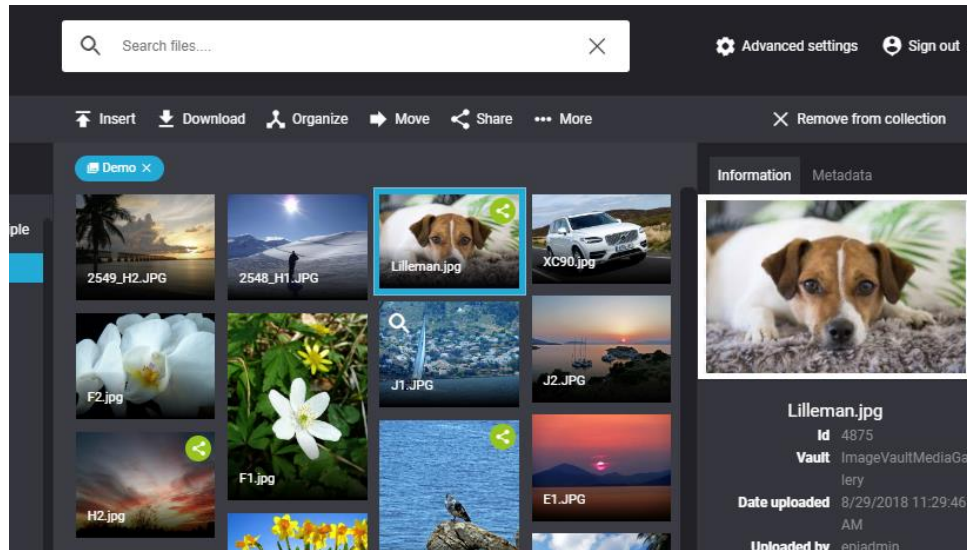 Search files....
Advanced settings
Sign out
Insert
Download
Organize
Move
Share
More
Remove from collection
Demo
Information
Metadata
ple
2549_H2.JPG
2548_H1.JPG
Lilleman.jpg
XC90.jpg
F2.jpg
F1.jpg
J1.JPG
J2.JPG
H2.jpg
E1.JPG
Lilleman.jpg
Id 4875
Vault ImageVaultMediaGa
lery
Date uploaded 8/29/2018 11:29:46
AM
Uploaded by epiadmin